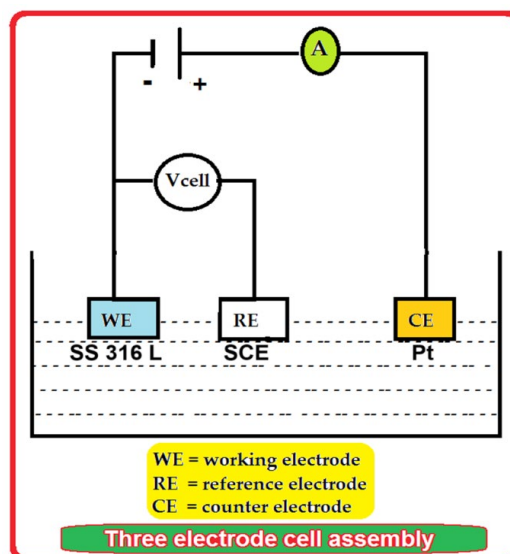 A
- +
Vcell
WE RE CE
SS 316 L SCE Pt
WE = working electrode
RE = reference electrode
CE = counter electrode
Three electrode cell assembly